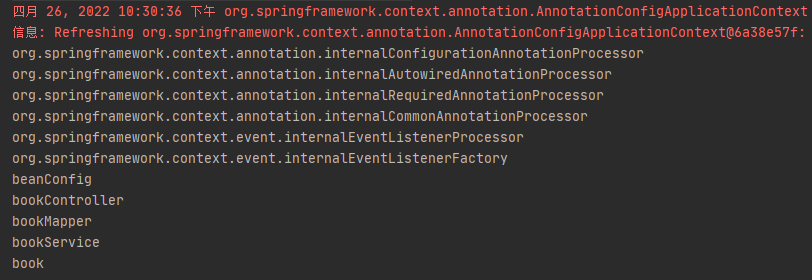 四月 26, 2022 10:30:36 下午 org.springframework.context.annotation.AnnotationConfigApplicationContext
信息: Refreshing org.springframework.context.annotation.AnnotationConfigApplicationContext@6a38e57f:
org.springframework.context.annotation.internalConfigurationAnnotationProcessor
org.springframework.context.annotation.internalAutowiredAnnotationProcessor
org.springframework.context.annotation.internalRequiredAnnotationProcessor
org.springframework.context.annotation.internalCommonAnnotationProcessor
org.springframework.context.event.internalEventListenerProcessor
org.springframework.context.event.internalEventListenerFactory
beanConfig
bookController
bookMapper
bookService
book